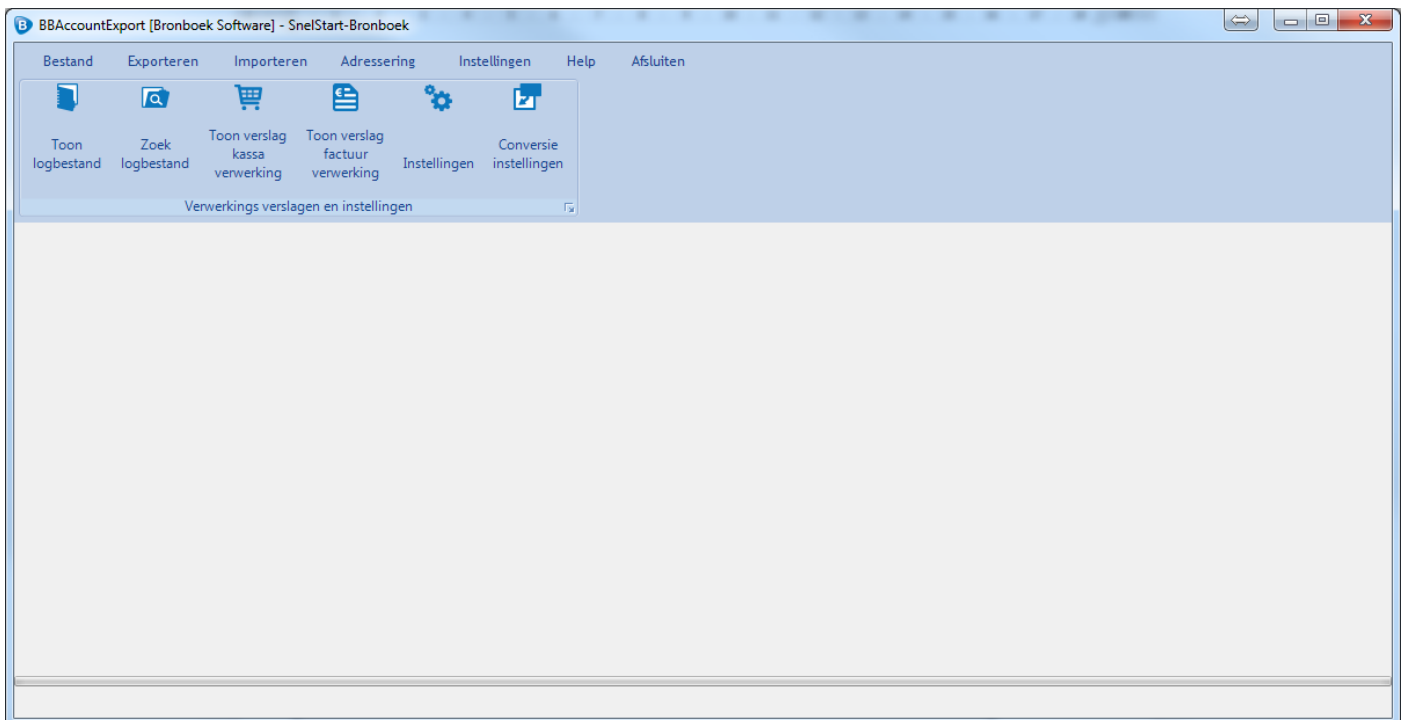 BBAccountExport [Bronboek Software] - SnelStart-Bronboek
Bestand Exporteren Importeren Adressering Instellingen Help Afsluiten
Toon
logbestand
Zoek
logbestand
Toon verslag
kassa
verwerking
Toon verslag
factuur
verwerking
Instellingen
Conversie
instellingen
Verwerkings verslagen en instellingen